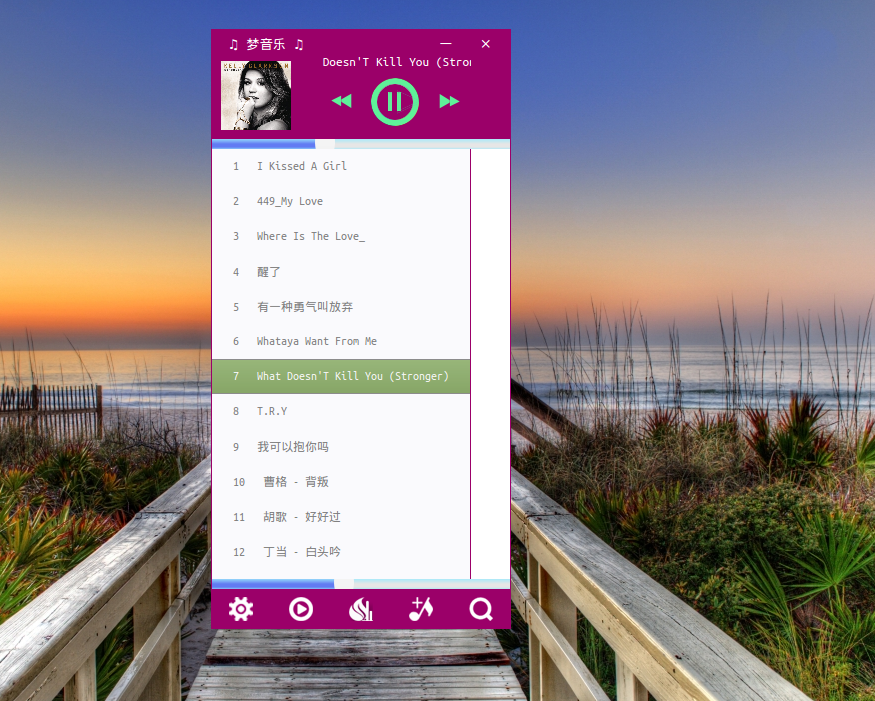 ♫ 梦音乐 ♫
Doesn'T Kill You (Stron
KELLY CLARKSON
1 I Kissed A Girl
2 449_My Love
3 Where Is The Love_
4 醒了
5 有一种勇气叫放弃
6 Whataya Want From Me
7 What Doesn'T Kill You (Stronger)
8 T.R.Y
9 我可以抱你吗
10 曹格 - 背叛
11 胡歌 - 好好过
12 丁当 - 白头吟